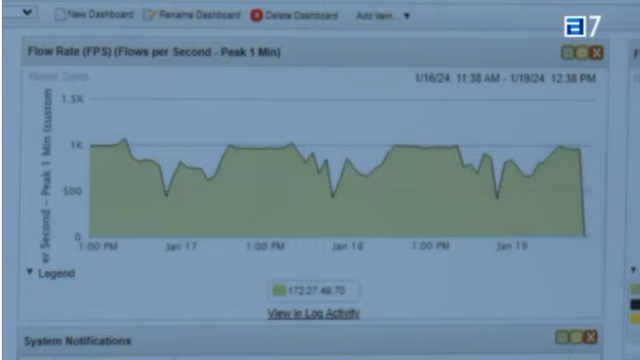 New Dashboard Rename Dashboard Delete Dashboard Add Item...
a7
Flow Rate (FPS) (Flows per Second - Peak 1 Min)
Reset Zoom 1/16/24, 11:38 AM - 1/19/24, 12:38 PM
er Second - Peak 1 Min (custom
1.5K
1K
500
0
1:00 PM Jan 17 1:00 PM Jan 18 1:00 PM Jan 19
Legend
172.27.49.70
View in Log Activity
System Notifications